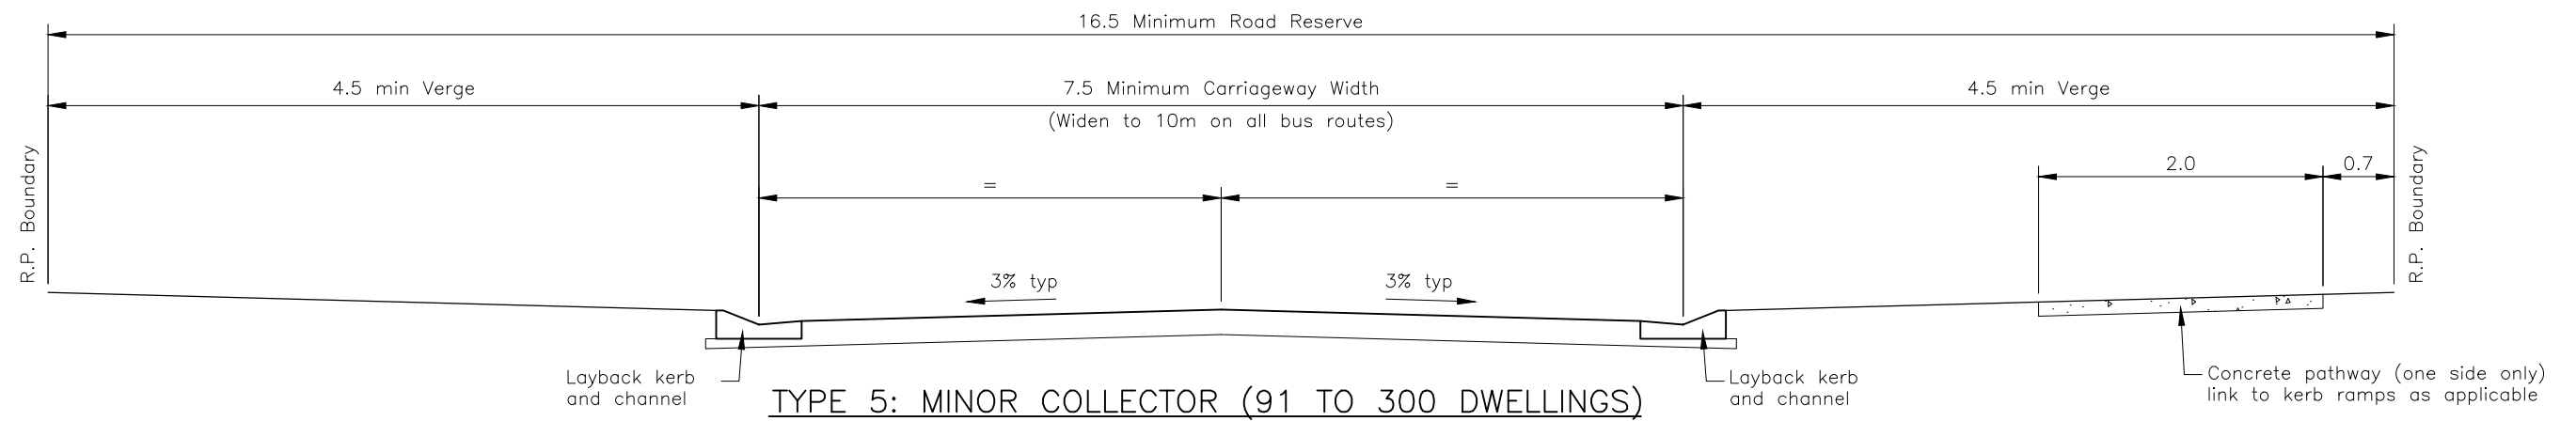 16.5 Minimum Road Reserve
4.5 min Verge
7.5 Minimum Carriageway Width
4.5 min Verge
(Widen to 10m on all bus routes)
R.P. Boundary
2.0
0.7
R.P. Boundary
=
=
3% typ
3% typ
Layback kerb
and channel
Layback kerb
and channel
Concrete pathway (one side only)
link to kerb ramps as applicable
TYPE 5: MINOR COLLECTOR (91 TO 300 DWELLINGS)